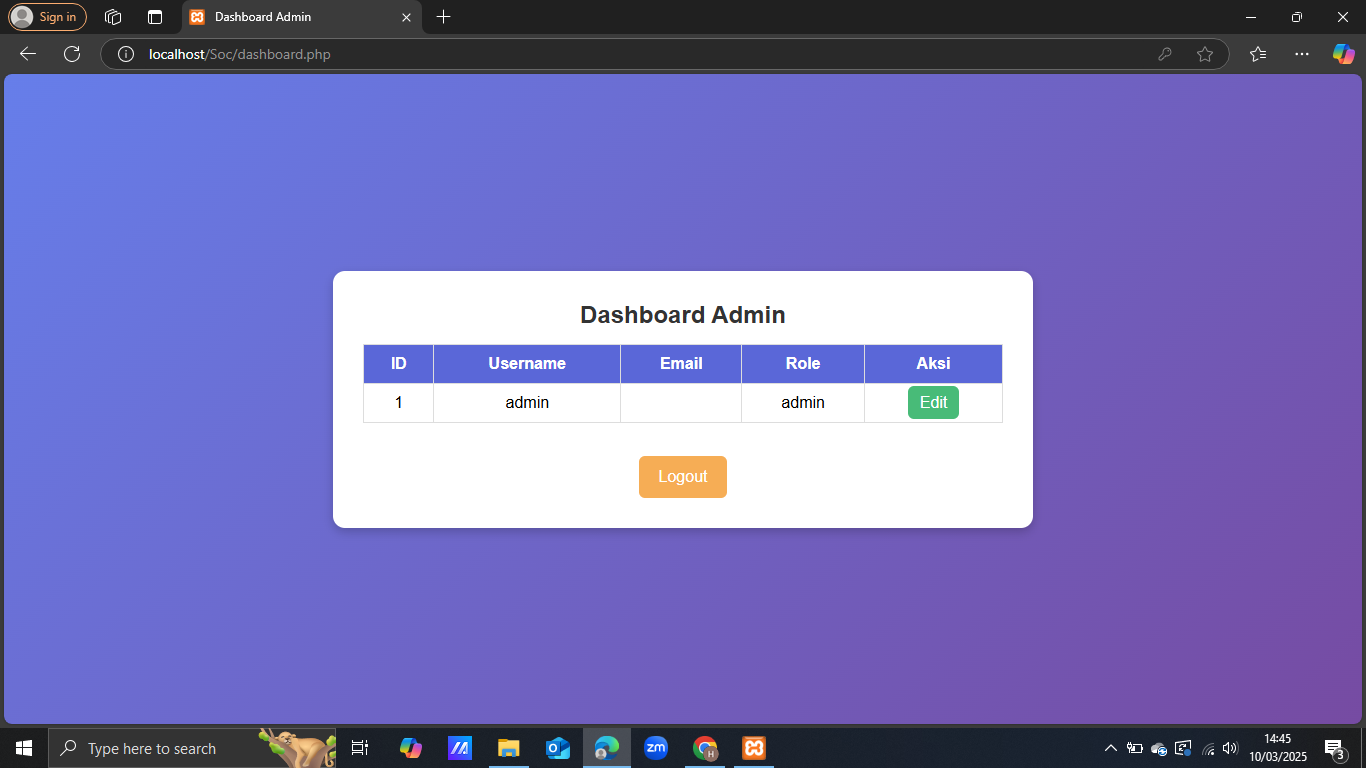 Sign in
Dashboard Admin
localhost/Soc/dashboard.php
Dashboard Admin
ID Username Email Role Aksi
1 admin admin Edit
Logout
Type here to search
zm
H
14:45
10/03/2025
3